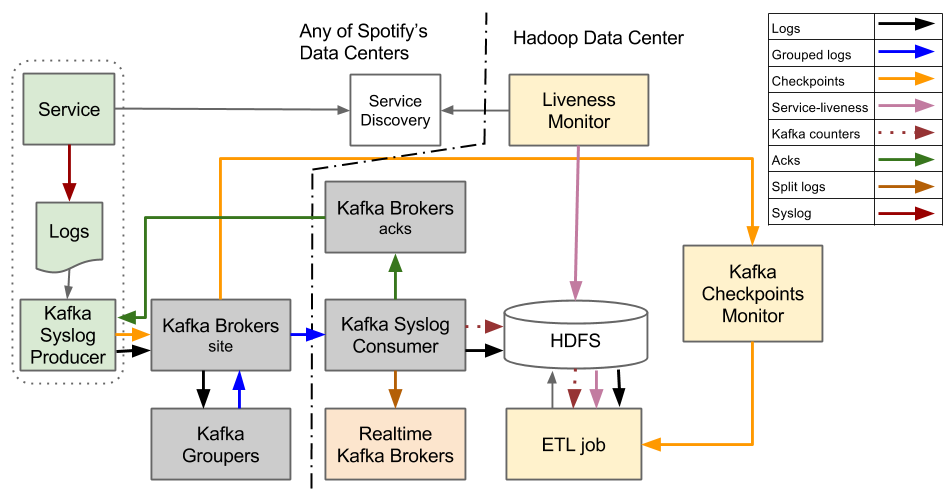 Any of Spotify's
Data Centers
Hadoop Data Center
Logs
Grouped logs
Checkpoints
Service-liveness
Kafka counters
Acks
Split logs
Syslog
Service
Service
Discovery
Liveness
Monitor
Logs
Kafka Brokers
acks
Kafka
Checkpoints
Monitor
Kafka
Syslog
Producer
Kafka Brokers
site
Kafka Syslog
Consumer
HDFS
Kafka
Groupers
Realtime
Kafka Brokers
ETL job